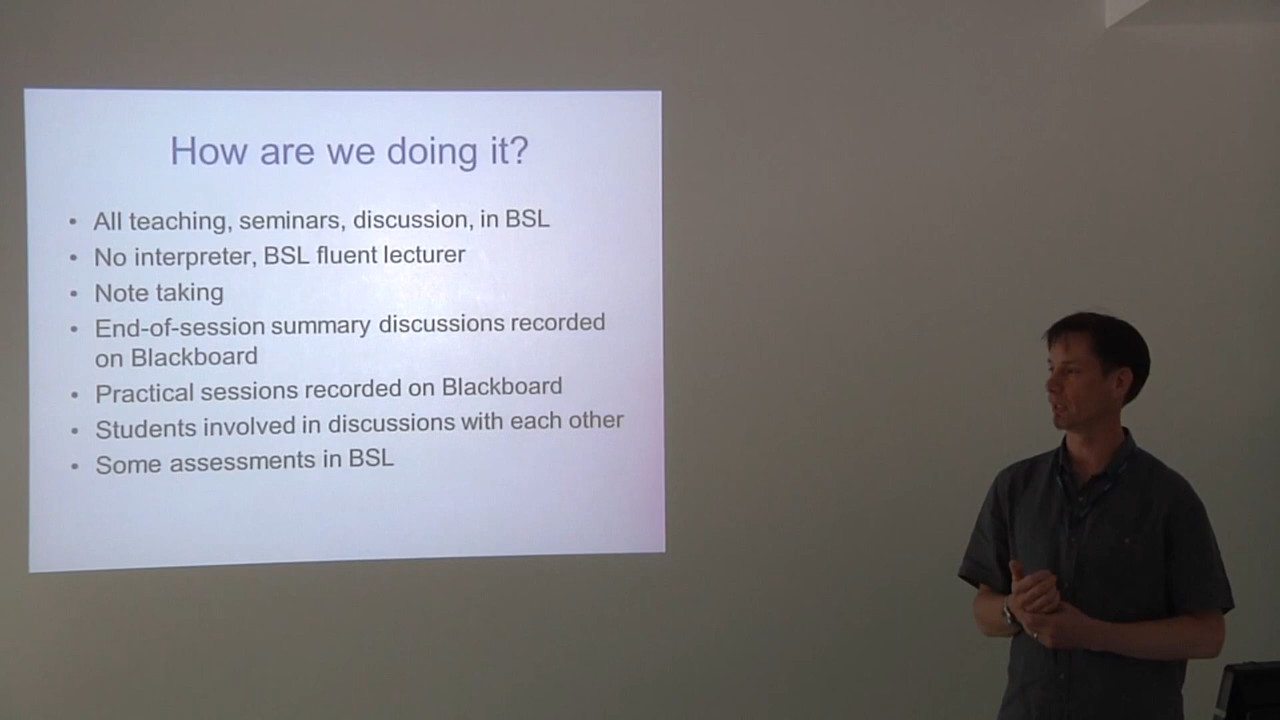 How are we doing it?
• All teaching, seminars, discussion, in BSL
• No interpreter, BSL fluent lecturer
• Note taking
• End-of-session summary discussions recorded
on Blackboard
• Practical sessions recorded on Blackboard
• Students involved in discussions with each other
• Some assessments in BSL